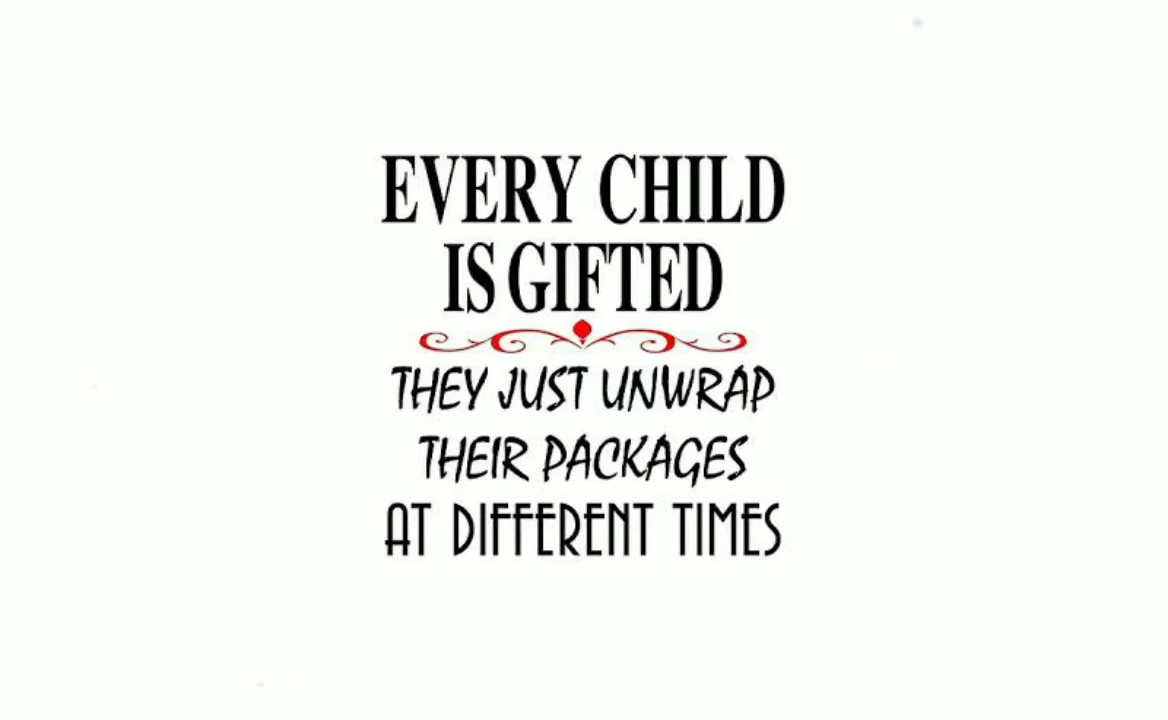 EVERY CHILD
IS GIFTED
THEY JUST UNWRAP
THEIR PACKAGES
AT DIFFERENT TIMES